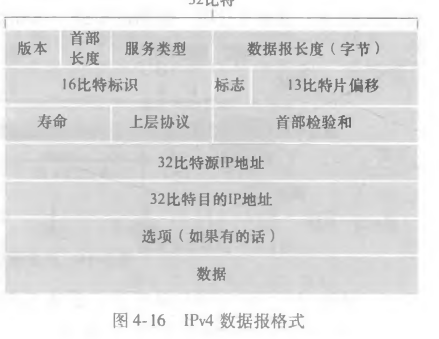 32比特
版本 首部长度 服务类型 数据报长度（字节）
16比特标识 标志 13比特片偏移
寿命 上层协议 首部检验和
32比特源IP地址
32比特目的IP地址
选项（如果有的话）
数据
图 4-16 IPv4 数据报格式